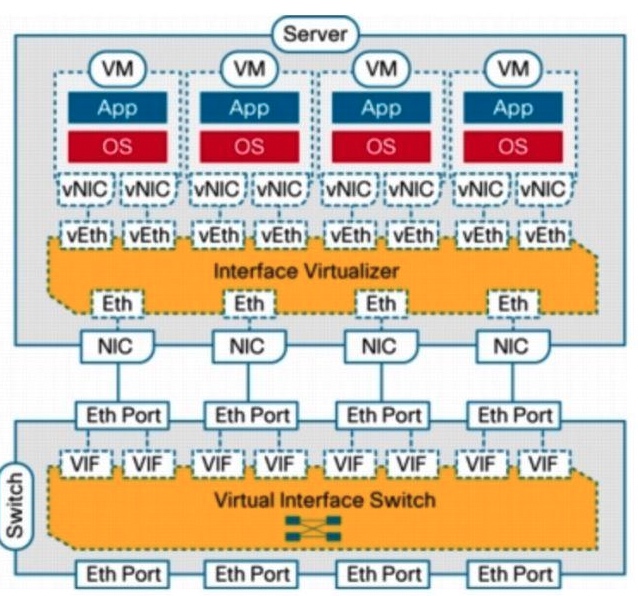 Server
VM VM VM VM
App App App App
OS OS OS OS
vNIC vNIC vNIC vNIC vNIC vNIC vNIC vNIC
vEth vEth vEth vEth vEth vEth vEth vEth
Interface Virtualizer
Eth Eth Eth Eth
NIC NIC NIC NIC
Eth Port Eth Port Eth Port Eth Port
VIF VIF VIF VIF VIF VIF VIF VIF
Switch
Virtual Interface Switch
Eth Port Eth Port Eth Port Eth Port